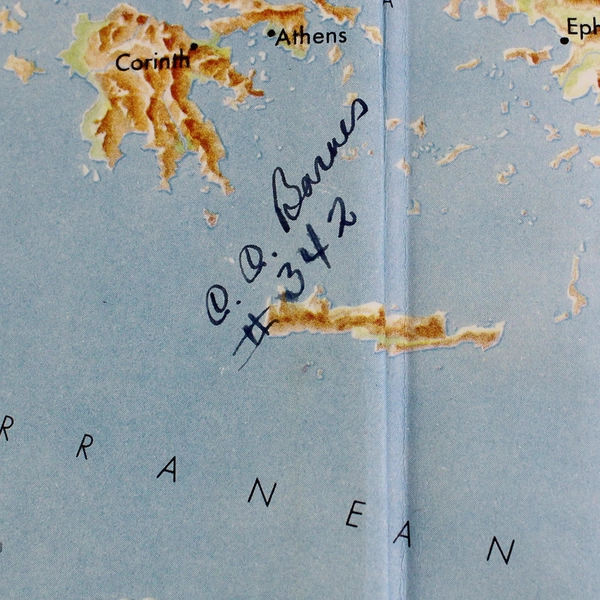 A
Athens
Eph
Corinth
C. Q. Barnes
# 342
R R A N E A N